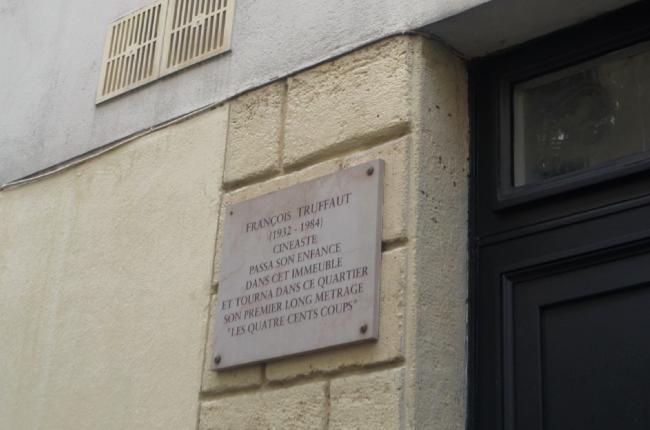 FRANÇOIS TRUFFAUT
(1932 - 1984)
CINEASTE
PASSA SON ENFANCE
DANS CET IMMEUBLE
ET TOURNA DANS CE QUARTIER
SON PREMIER LONG METRAGE
"LES QUATRE CENTS COUPS"